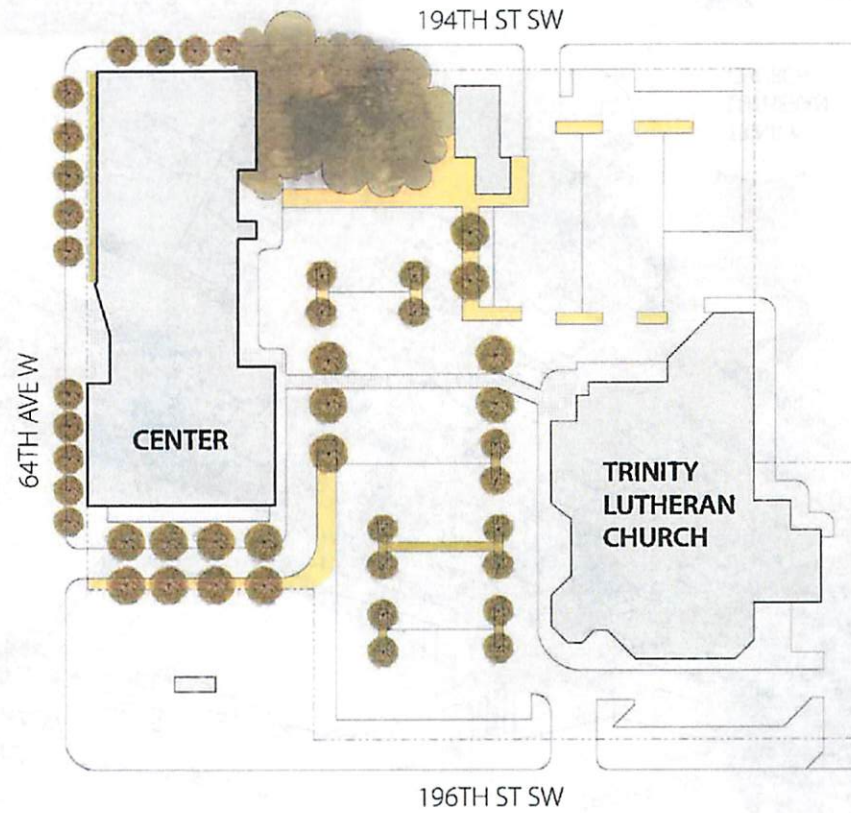 194TH ST SW
64TH AVE W
CENTER
TRINITY
LUTHERAN
CHURCH
196TH ST SW